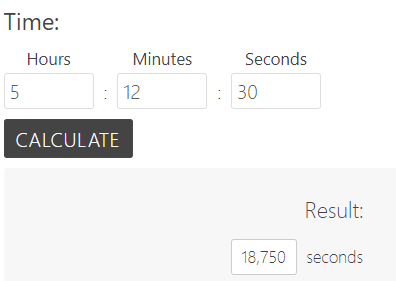 Time:
Hours Minutes Seconds
5 : 12 : 30
CALCULATE
Result:
18,750 seconds